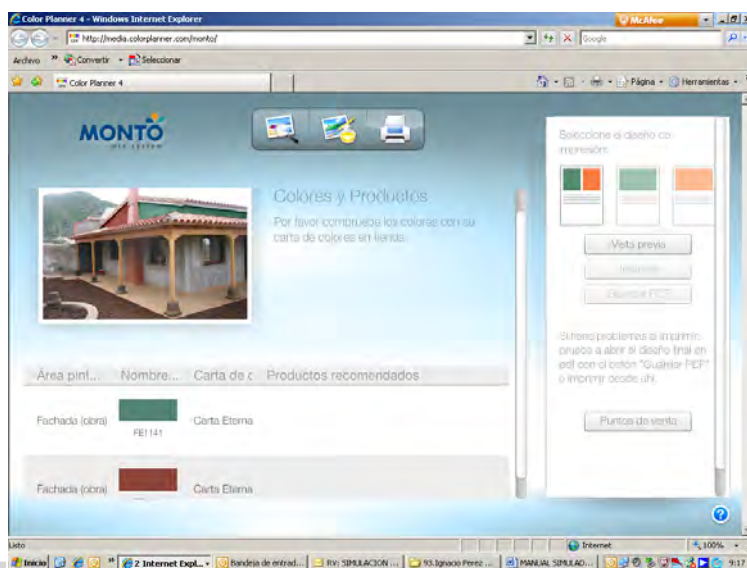 Color Planner 4 - Windows Internet Explorer
McAfee
http://media.colorplanner.com/monto/
Google
Archivo
»
Convertir
Seleccionar
Color Planner 4
Página
Herramientas
MONTÓ
Seleccione el diseño de
impresión:
Colores y Productos
Por favor compruebe los colores con su
carta de colores en tienda.
Vista previa
Imprimir
Guardar PDF
Si tiene problemas al imprimir,
pruebe a abrir el diseño final en
pdf con el botón "Guardar PDF"
e imprimir desde ahí.
Área pint...
Nombre...
Carta de c
Productos recomendados
Fachada (obra)
FE1141
Carta Eterna
Puntos de venta
Fachada (obra)
Carta Eterna
Listo
Internet
100%
Inicio
»
2 Internet Expl...
Bandeja de entrad...
RV: SIMULACION ...
93.Ignacio Perez ...
MANUAL SIMULAD...
9:17